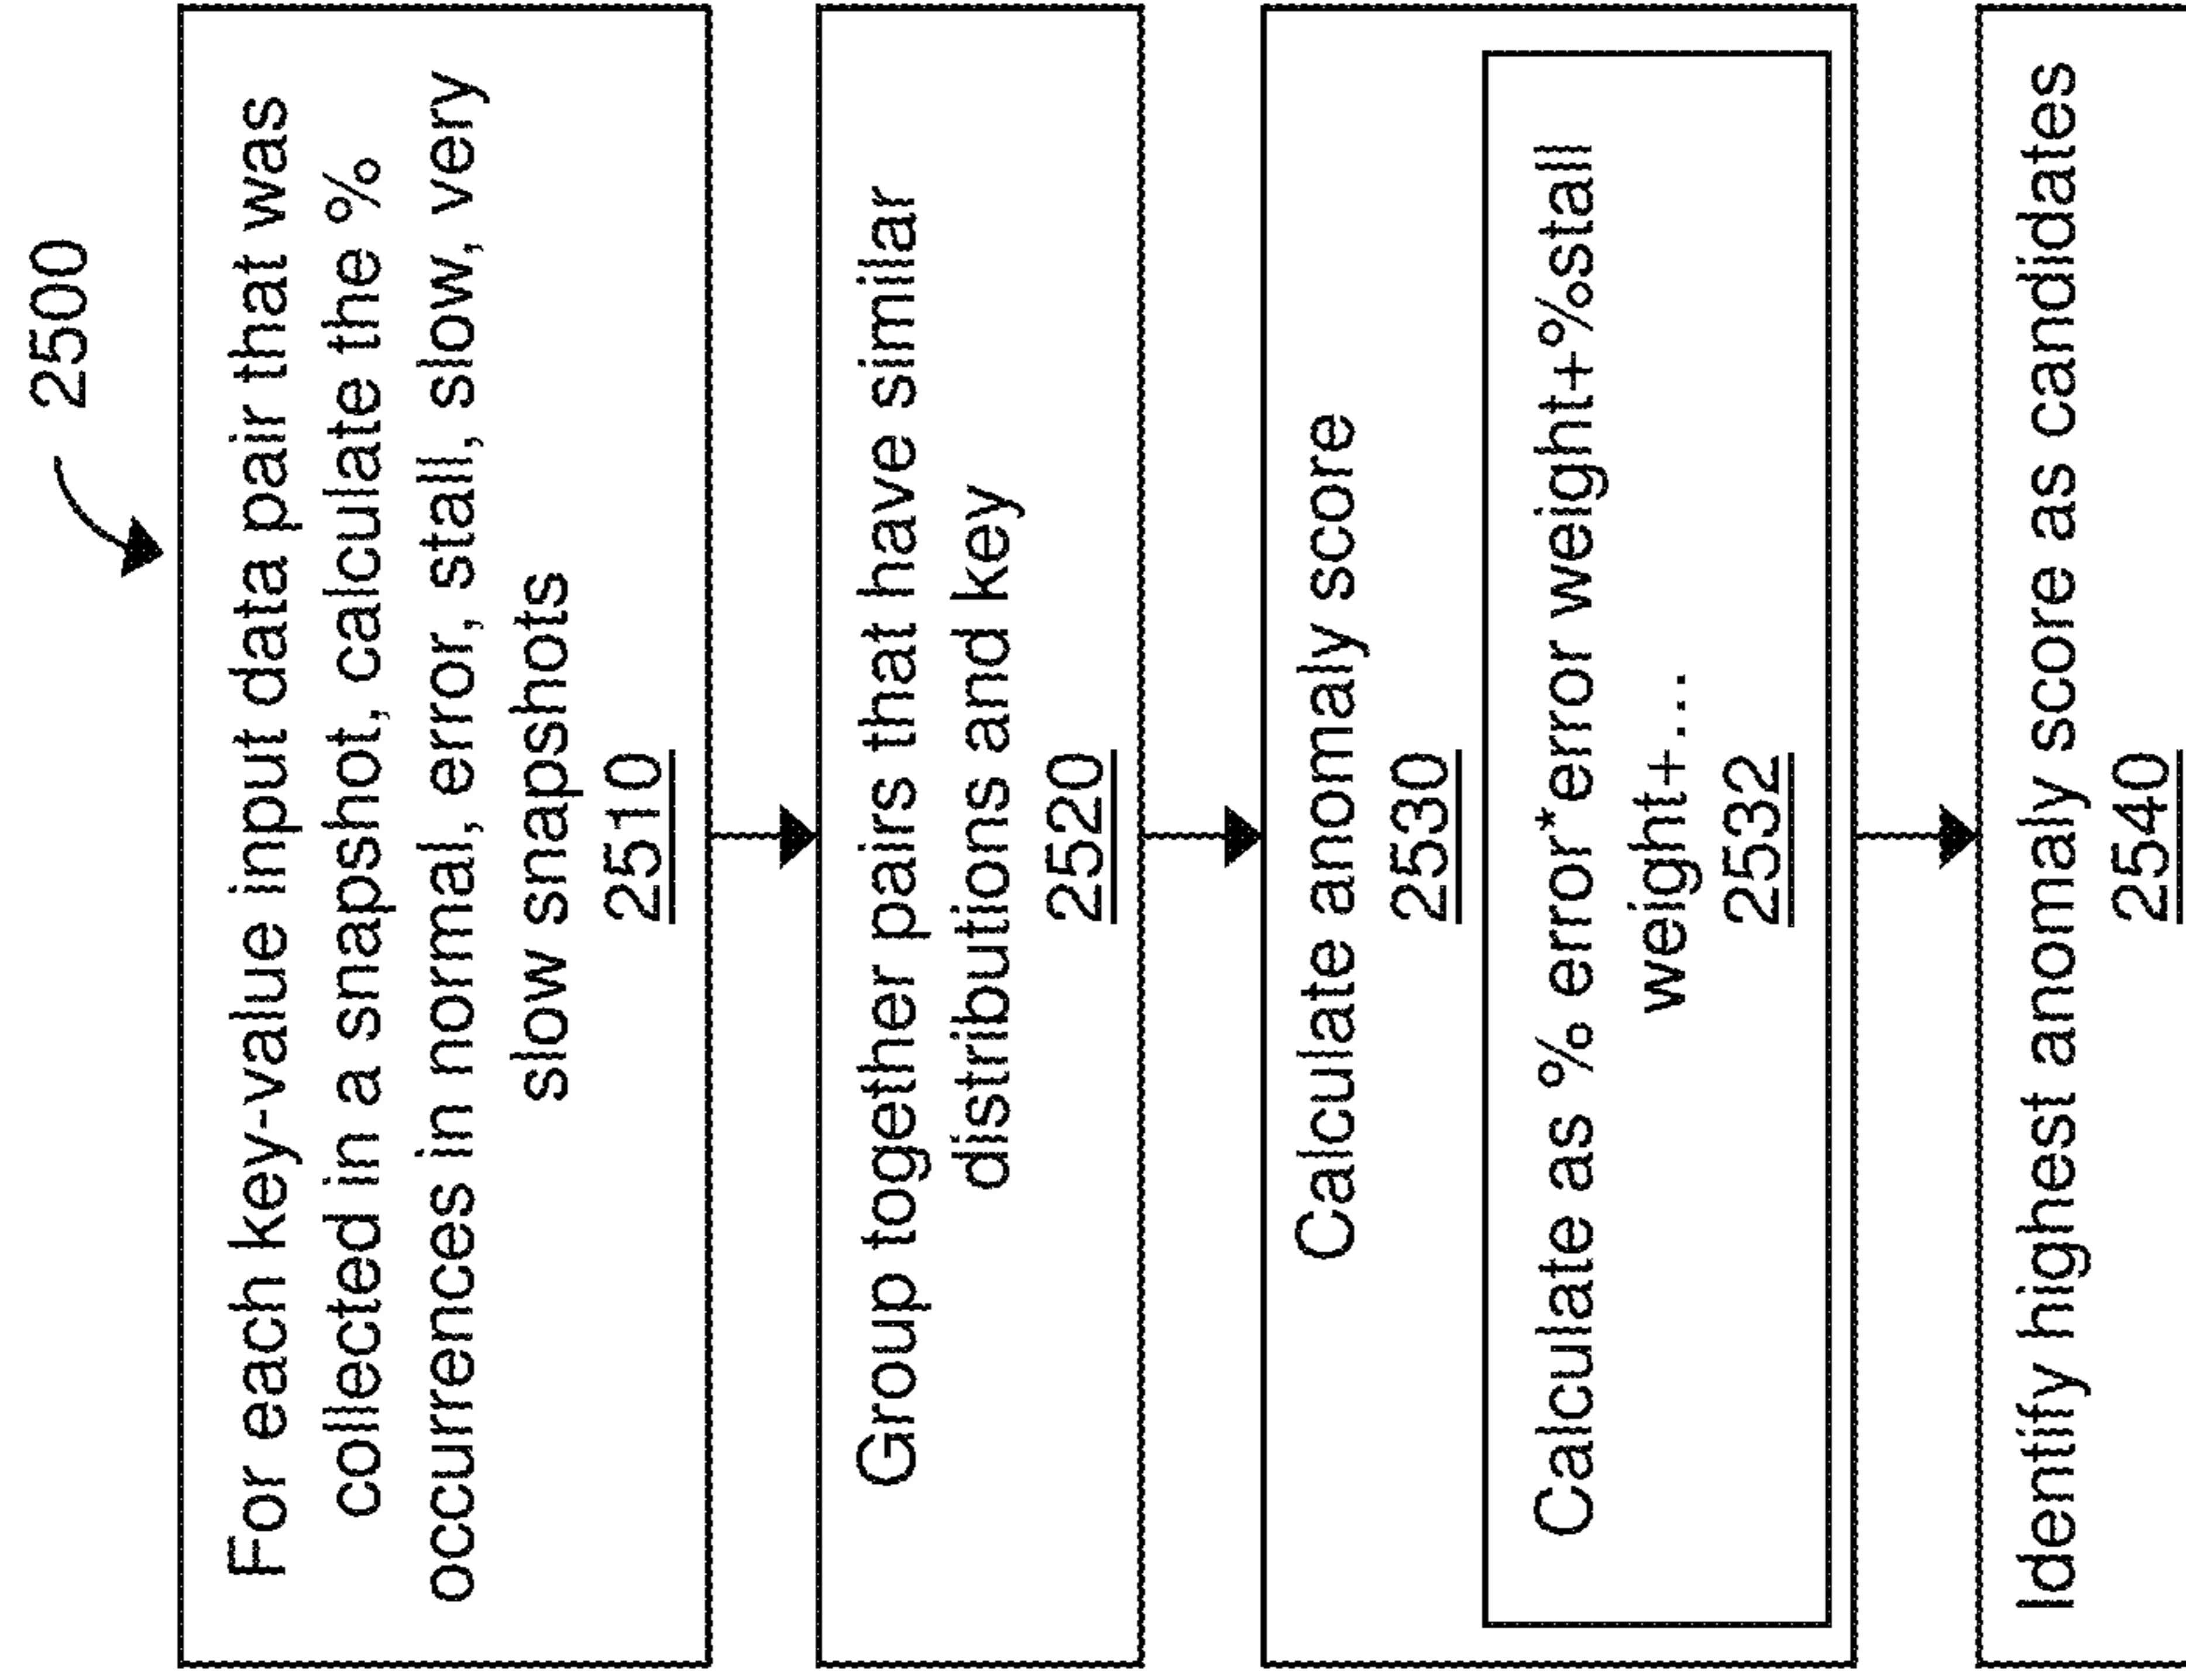 2500
For each key-value input data pair that was
collected in a snapshot, calculate the %
occurrences in normal, error, stall, slow, very
slow snapshots
2510
Group together pairs that have similar
distributions and key
2520
Calculate anomaly score
2530
Calculate as % error*error weight+%stall
weight+...
2532
Identify highest anomaly score as candidates
2540